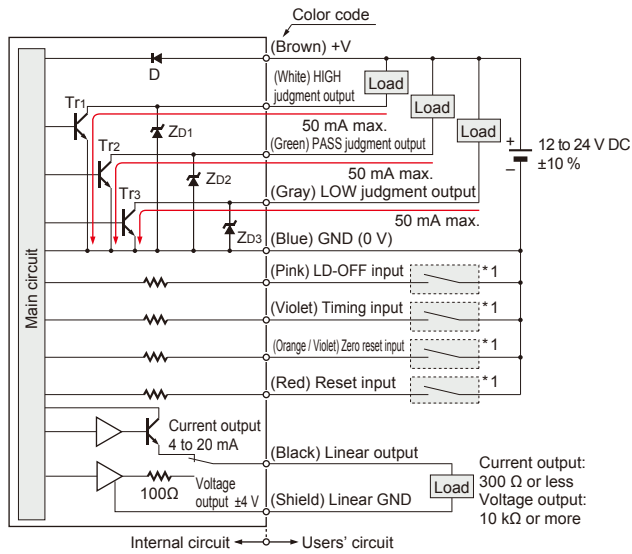 Color code
(Brown) +V
D
(White) HIGH
judgment output
Load
Tr1
ZD1
50 mA max.
Load
Tr2
(Green) PASS judgment output
Load
+
12 to 24 V DC
±10 %
−
50 mA max.
ZD2
Tr3
(Gray) LOW judgment output
50 mA max.
ZD3
(Blue) GND (0 V)
Main circuit
(Pink) LD-OFF input
*1
(Violet) Timing input
*1
(Orange / Violet) Zero reset input
*1
(Red) Reset input
*1
Current output
4 to 20 mA
(Black) Linear output
Current output:
300 Ω or less
Voltage output:
10 kΩ or more
Load
100Ω
Voltage
output ±4 V
(Shield) Linear GND
Internal circuit
Users' circuit